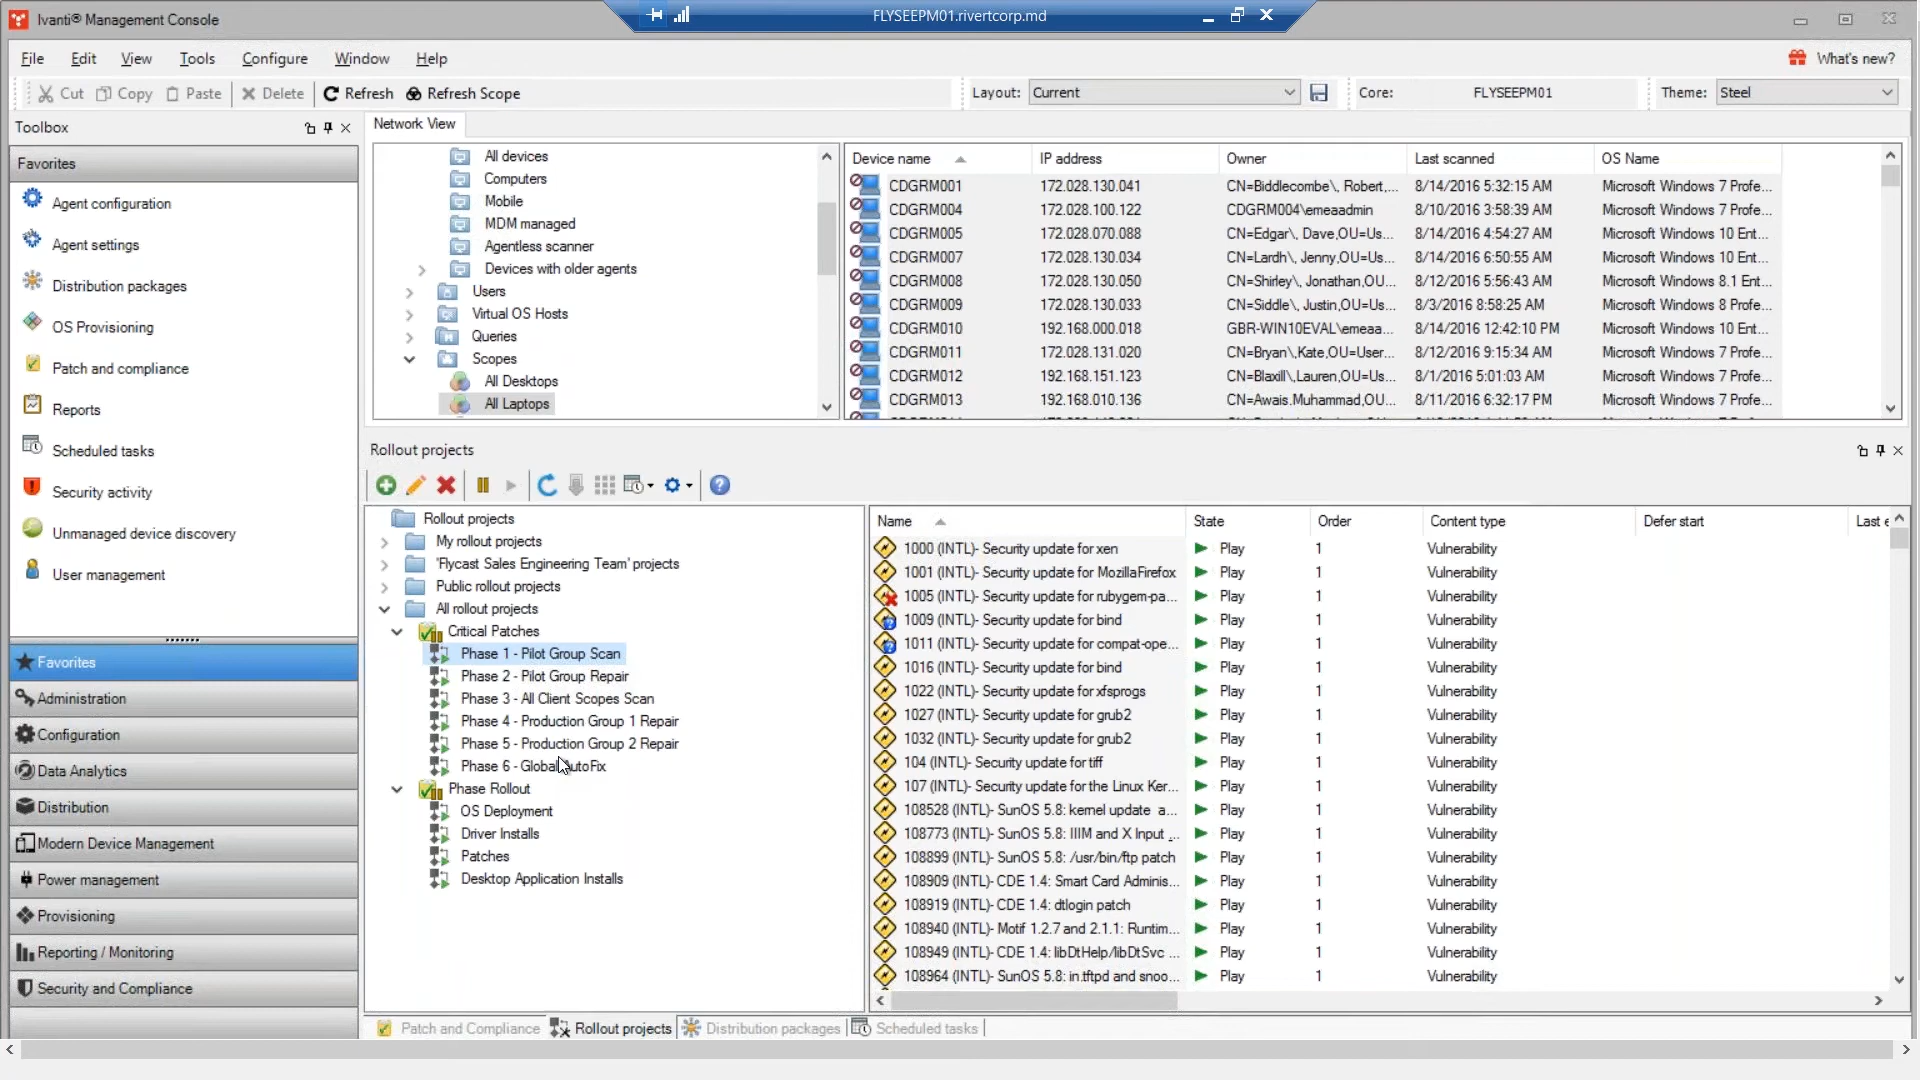 Ivanti® Management Console
FLYSEEPM01.rivertcorp.md
File Edit View Tools Configure Window Help
What's new?
Cut Copy Paste Delete Refresh Refresh Scope
Layout: Current
Core: FLYSEEPM01
Theme: Steel
Toolbox
Favorites
Agent configuration
Agent settings
Distribution packages
OS Provisioning
Patch and compliance
Reports
Scheduled tasks
Security activity
Unmanaged device discovery
User management
Favorites
Administration
Configuration
Data Analytics
Distribution
Modern Device Management
Power management
Provisioning
Reporting / Monitoring
Security and Compliance
Network View
All devices
Computers
Mobile
MDM managed
Agentless scanner
Devices with older agents
Users
Virtual OS Hosts
Queries
Scopes
All Desktops
All Laptops
Device name IP address Owner Last scanned OS Name
CDGRM001 172.028.130.041 CN=Biddlecombe\, Robert,... 8/14/2016 5:32:15 AM Microsoft Windows 7 Profe...
CDGRM004 172.028.100.122 CDGRM004\emeaadmin 8/10/2016 3:58:39 AM Microsoft Windows 7 Profe...
CDGRM005 172.028.070.088 CN=Edgar\, Dave,OU=Us... 8/14/2016 4:54:27 AM Microsoft Windows 10 Ent...
CDGRM007 172.028.130.034 CN=Lardh\, Jenny,OU=Us... 8/14/2016 6:50:55 AM Microsoft Windows 10 Ent...
CDGRM008 172.028.130.050 CN=Shirley\, Jonathan,OU... 8/12/2016 5:56:43 AM Microsoft Windows 8.1 Ent...
CDGRM009 172.028.130.033 CN=Siddle\, Justin,OU=Us... 8/3/2016 8:58:25 AM Microsoft Windows 8 Profe...
CDGRM010 192.168.000.018 GBR-WIN10EVAL\emeaa... 8/14/2016 12:42:10 PM Microsoft Windows 10 Ent...
CDGRM011 172.028.131.020 CN=Bryan\,Kate,OU=User... 8/12/2016 9:15:34 AM Microsoft Windows 7 Profe...
CDGRM012 192.168.151.123 CN=Blaxill\,Lauren,OU=Us... 8/1/2016 5:01:03 AM Microsoft Windows 7 Profe...
CDGRM013 192.168.010.136 CN=Awais.Muhammad,OU... 8/11/2016 6:32:17 PM Microsoft Windows 7 Profe...
Rollout projects
Rollout projects
My rollout projects
'Flycast Sales Engineering Team' projects
Public rollout projects
All rollout projects
Critical Patches
Phase 1 - Pilot Group Scan
Phase 2 - Pilot Group Repair
Phase 3 - All Client Scopes Scan
Phase 4 - Production Group 1 Repair
Phase 5 - Production Group 2 Repair
Phase 6 - Global AutoFix
Phase Rollout
OS Deployment
Driver Installs
Patches
Desktop Application Installs
Name State Order Content type Defer start Last e
1000 (INTL)- Security update for xen Play 1 Vulnerability
1001 (INTL)- Security update for MozillaFirefox Play 1 Vulnerability
1005 (INTL)- Security update for rubygem-pa... Play 1 Vulnerability
1009 (INTL)- Security update for bind Play 1 Vulnerability
1011 (INTL)- Security update for compat-ope... Play 1 Vulnerability
1016 (INTL)- Security update for bind Play 1 Vulnerability
1022 (INTL)- Security update for xfsprogs Play 1 Vulnerability
1027 (INTL)- Security update for grub2 Play 1 Vulnerability
1032 (INTL)- Security update for grub2 Play 1 Vulnerability
104 (INTL)- Security update for tiff Play 1 Vulnerability
107 (INTL)- Security update for the Linux Ker... Play 1 Vulnerability
108528 (INTL)- SunOS 5.8: kernel update a... Play 1 Vulnerability
108773 (INTL)- SunOS 5.8: IIIM and X Input ... Play 1 Vulnerability
108899 (INTL)- SunOS 5.8: /usr/bin/ftp patch Play 1 Vulnerability
108909 (INTL)- CDE 1.4: Smart Card Adminis... Play 1 Vulnerability
108919 (INTL)- CDE 1.4: dtlogin patch Play 1 Vulnerability
108940 (INTL)- Motif 1.2.7 and 2.1.1: Runtim... Play 1 Vulnerability
108949 (INTL)- CDE 1.4: libDtHelp/libDtSvc ... Play 1 Vulnerability
108964 (INTL)- SunOS 5.8: in.tftpd and snoo... Play 1 Vulnerability
Patch and Compliance Rollout projects Distribution packages Scheduled tasks